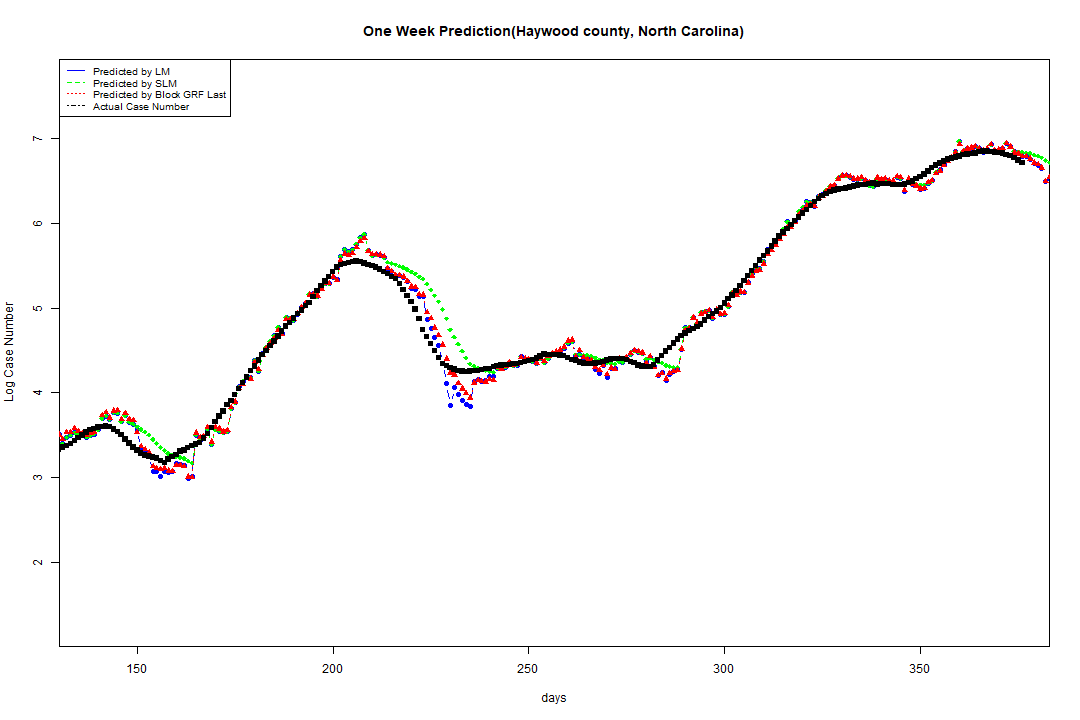 One Week Prediction(Haywood county, North Carolina)
Predicted by LM
Predicted by SLM
Predicted by Block GRF Last
Actual Case Number
7
6
5
4
3
2
Log Case Number
150 200 250 300 350
days